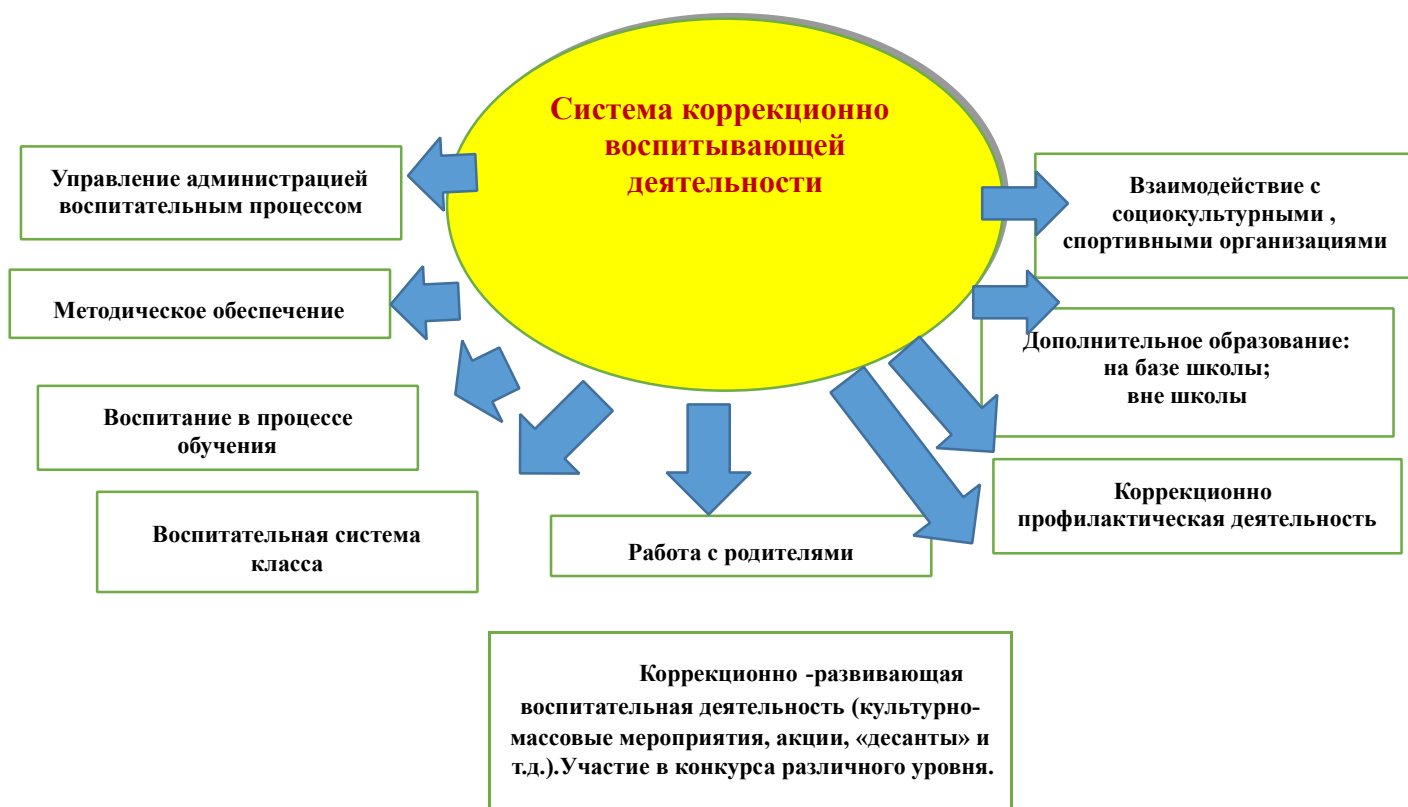 Система коррекционно
воспитывающей
деятельности
Управление администрацией
воспитательным процессом
Методическое обеспечение
Воспитание в процессе
обучения
Воспитательная система
класса
Работа с родителями
Взаимодействие с
социокультурными ,
спортивными организациями
Дополнительное образование:
на базе школы;
вне школы
Коррекционно
профилактическая деятельность
Коррекционно -развивающая
воспитательная деятельность (культурно-
массовые мероприятия, акции, «десанты» и
т.д.).Участие в конкурса различного уровня.